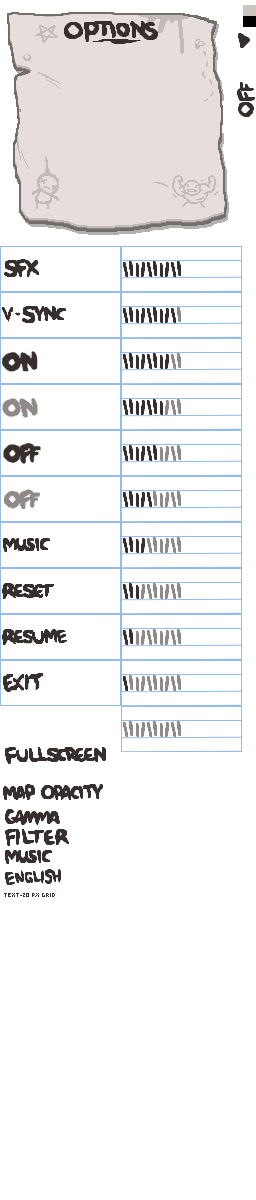 OPTIONS
OFF
SFX
V-SYNC
ON
ON
OFF
OFF
MUSIC
RESET
RESUME
EXIT
FULLSCREEN
MAP OPACITY
GAMMA
FILTER
MUSIC
ENGLISH
TEXT-20 PX GRID